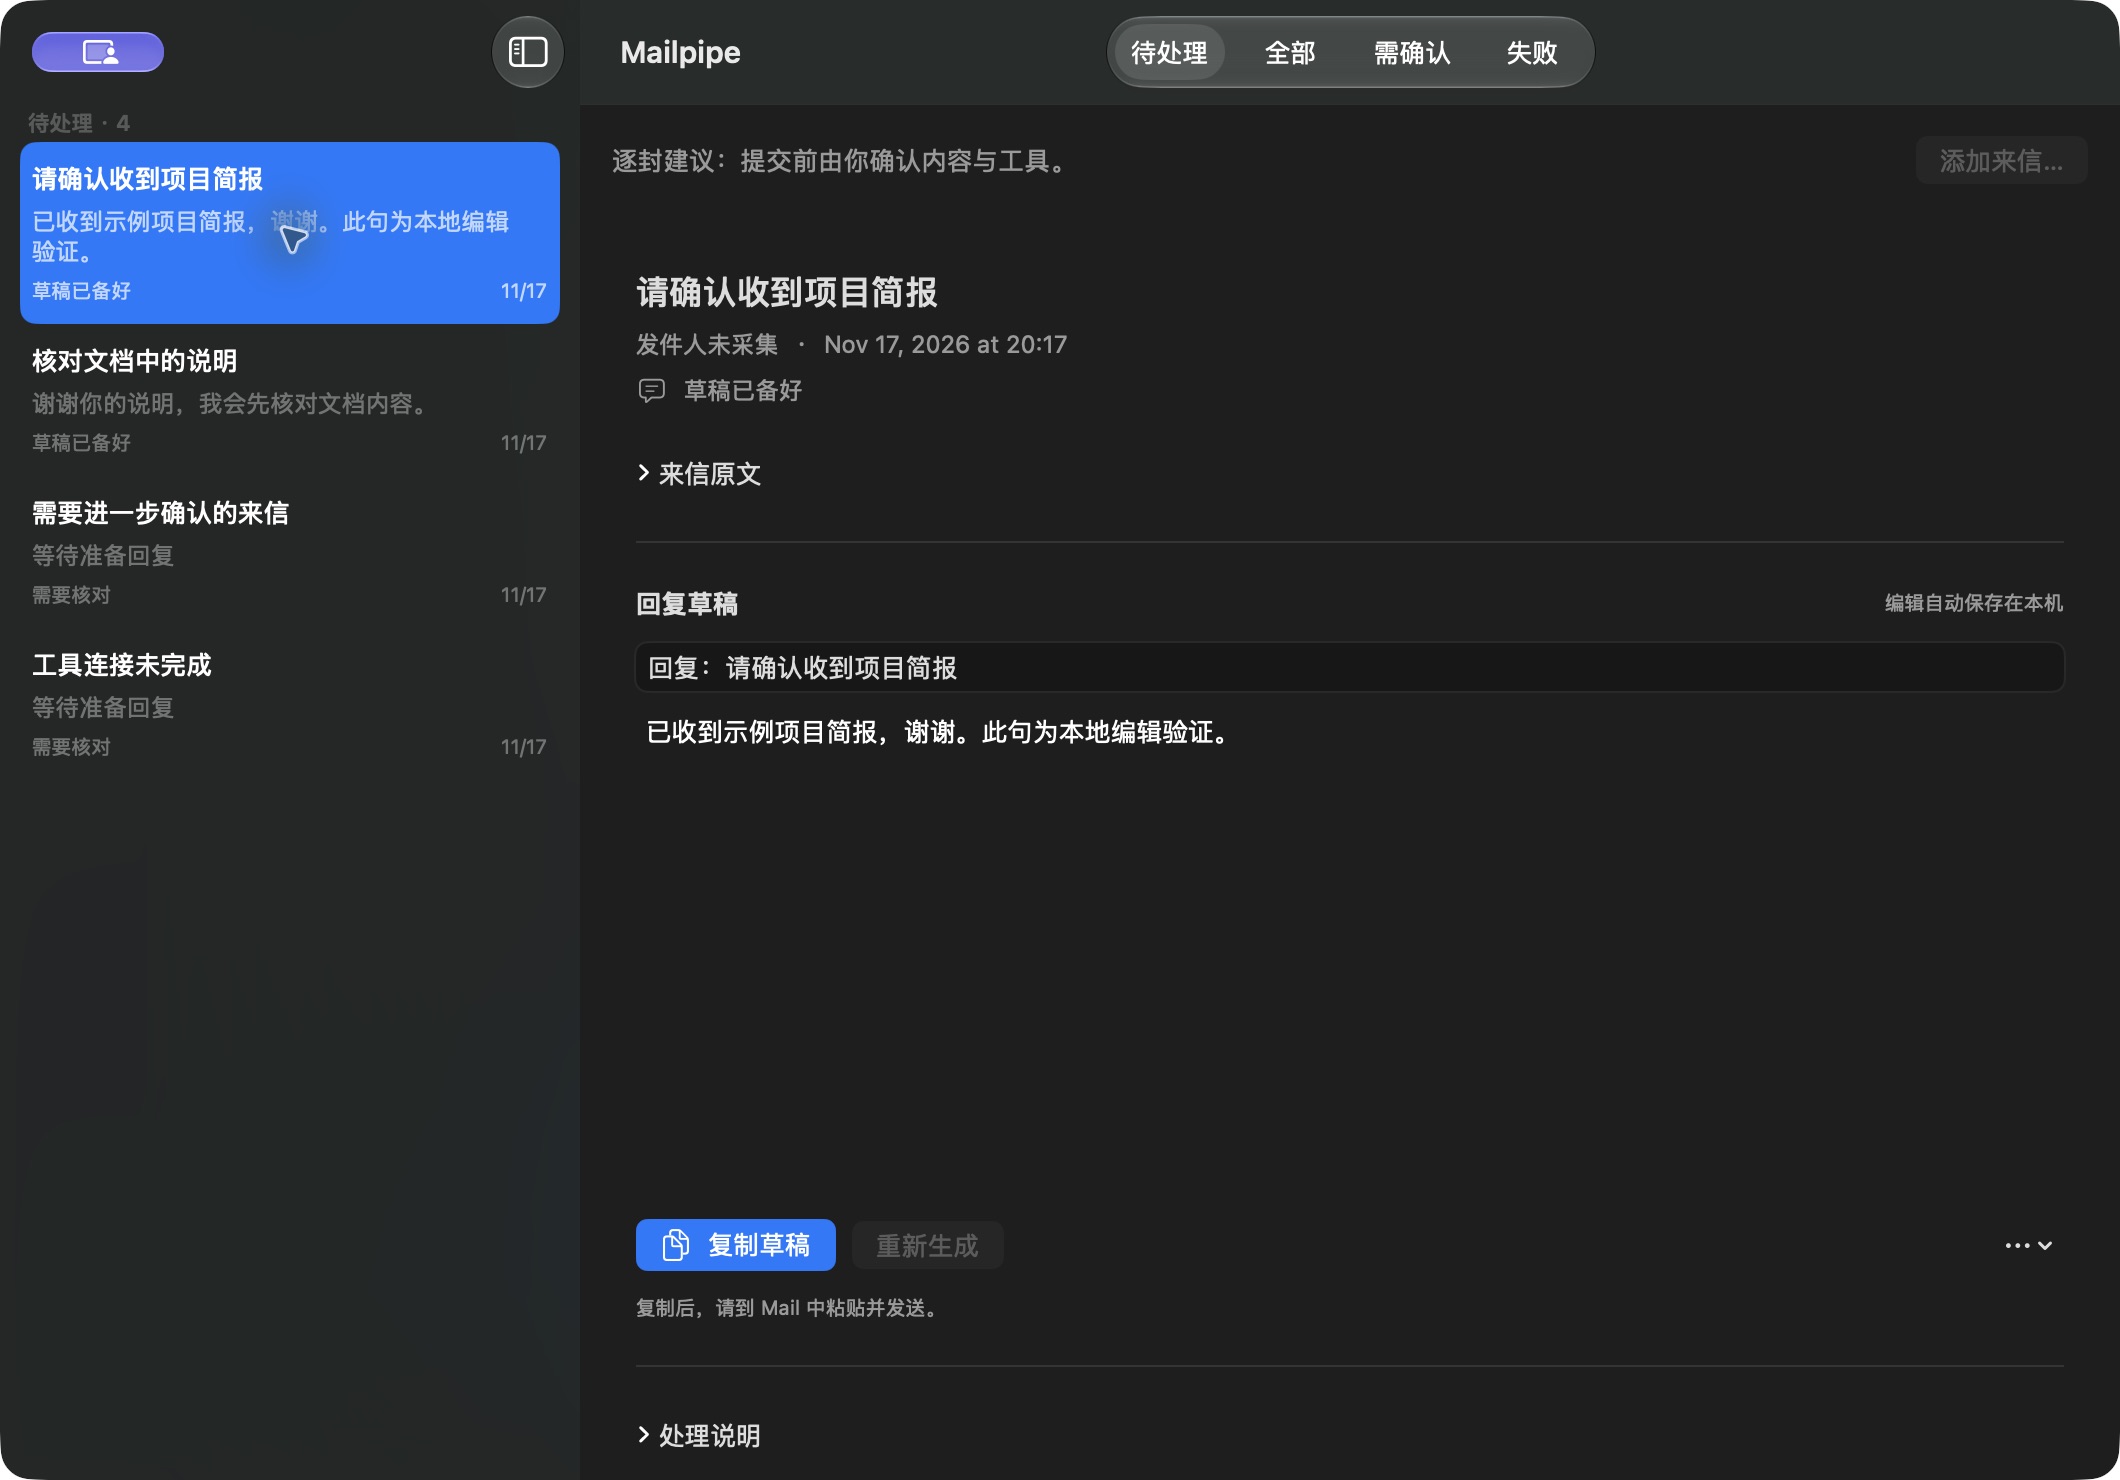 Mailpipe
待处理 全部 需确认 失败
待处理 · 4
请确认收到项目简报
已收到示例项目简报，谢谢。此句为本地编辑
验证。
草稿已备好 11/17
核对文档中的说明
谢谢你的说明，我会先核对文档内容。
草稿已备好 11/17
需要进一步确认的来信
等待准备回复
需要核对 11/17
工具连接未完成
等待准备回复
需要核对 11/17
逐封建议：提交前由你确认内容与工具。
添加来信...
请确认收到项目简报
发件人未采集 · Nov 17, 2026 at 20:17
草稿已备好
来信原文
回复草稿
编辑自动保存在本机
回复：请确认收到项目简报
已收到示例项目简报，谢谢。此句为本地编辑验证。
复制草稿
重新生成
复制后，请到 Mail 中粘贴并发送。
处理说明